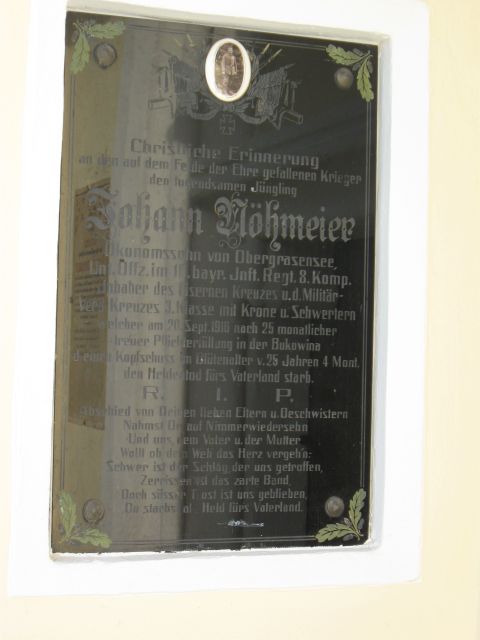 Christliche Erinnerung
an den auf dem Felde der Ehre gefallenen Krieger
den tugendsamen Jüngling
Johann Nöhmeier
Ökonomssohn von Obergrasensee,
Unt. Offz. im bayr. Jnft. Regt. 8. Komp.
Inhaber des Eisernen Kreuzes u. d. Militär-
Verd. Kreuzes 3. Klasse mit Krone u. Schwertern
welcher am Sept. 1916 nach 25 monatlicher
treuer Pflichterfüllung in der Bukowina
d. einen Kopfschuss im Blütenalter v. 25 Jahren 4 Mont.
den Heldentod fürs Vaterland starb.
R. I. P.
Abschied von Deinen lieben Eltern u. Geschwistern
Nahmst Du auf Nimmerwiedersehn
Und uns, dem Vater u. der Mutter
Wollt ob dem Weh das Herz vergeh'n:
Schwer ist der Schlag der uns getroffen,
Zerrissen ist das zarte Band,
Doch süsser Trost ist uns geblieben,
Du starbst als Held fürs Vaterland.